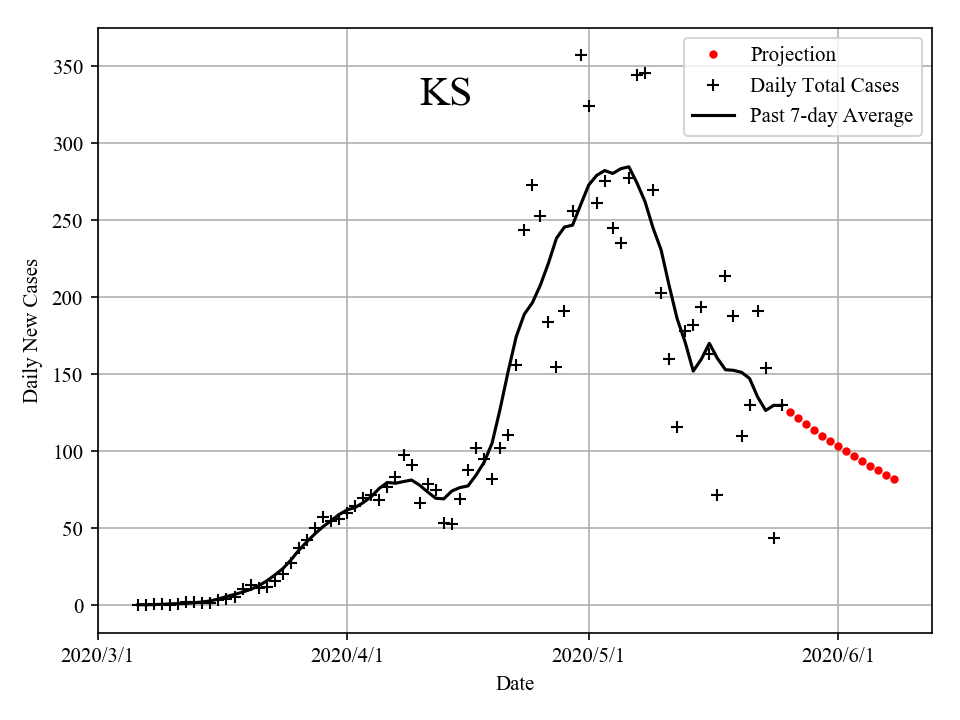 KS
Projection
Daily Total Cases
Past 7-day Average
Daily New Cases
350
300
250
200
150
100
50
0
2020/3/1 2020/4/1 2020/5/1 2020/6/1
Date